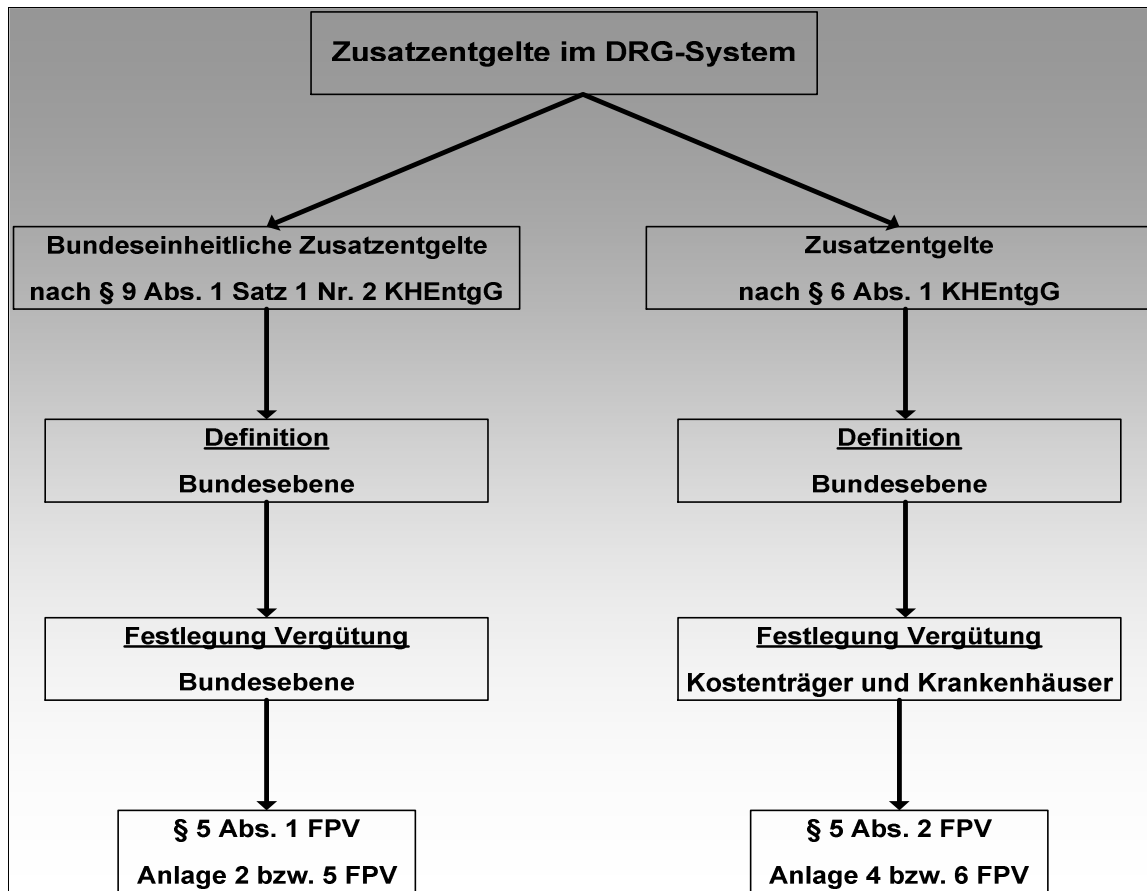 Zusatzentgelte im DRG-System
Bundeseinheitliche Zusatzentgelte
nach § 9 Abs. 1 Satz 1 Nr. 2 KHEntgG
Zusatzentgelte
nach § 6 Abs. 1 KHEntgG
Definition
Bundesebene
Definition
Bundesebene
Festlegung Vergütung
Bundesebene
Festlegung Vergütung
Kostenträger und Krankenhäuser
§ 5 Abs. 1 FPV
Anlage 2 bzw. 5 FPV
§ 5 Abs. 2 FPV
Anlage 4 bzw. 6 FPV